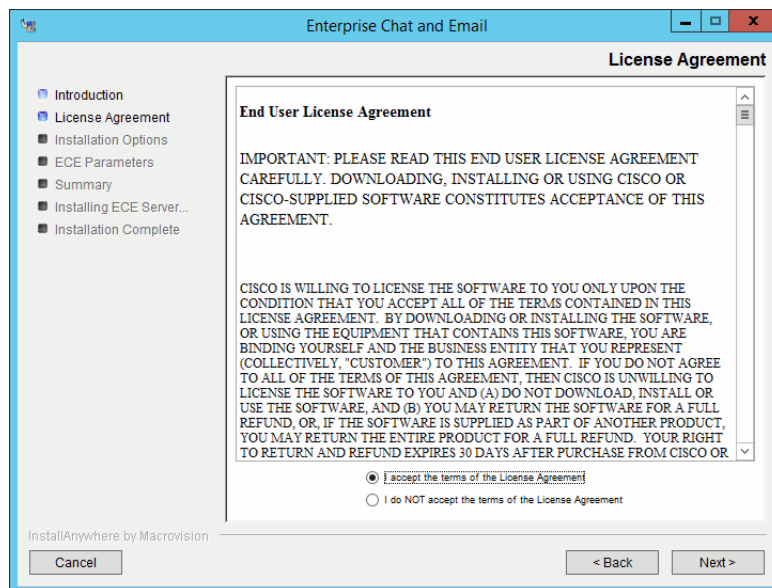 Enterprise Chat and Email
License Agreement
Introduction
License Agreement
Installation Options
ECE Parameters
Summary
Installing ECE Server...
Installation Complete
End User License Agreement
IMPORTANT: PLEASE READ THIS END USER LICENSE AGREEMENT
CAREFULLY. DOWNLOADING, INSTALLING OR USING CISCO OR
CISCO-SUPPLIED SOFTWARE CONSTITUTES ACCEPTANCE OF THIS
AGREEMENT.
CISCO IS WILLING TO LICENSE THE SOFTWARE TO YOU ONLY UPON THE
CONDITION THAT YOU ACCEPT ALL OF THE TERMS CONTAINED IN THIS
LICENSE AGREEMENT. BY DOWNLOADING OR INSTALLING THE SOFTWARE,
OR USING THE EQUIPMENT THAT CONTAINS THIS SOFTWARE, YOU ARE
BINDING YOURSELF AND THE BUSINESS ENTITY THAT YOU REPRESENT
(COLLECTIVELY, "CUSTOMER") TO THIS AGREEMENT. IF YOU DO NOT AGREE
TO ALL OF THE TERMS OF THIS AGREEMENT, THEN CISCO IS UNWILLING TO
LICENSE THE SOFTWARE TO YOU AND (A) DO NOT DOWNLOAD, INSTALL OR
USE THE SOFTWARE, AND (B) YOU MAY RETURN THE SOFTWARE FOR A FULL
REFUND, OR, IF THE SOFTWARE IS SUPPLIED AS PART OF ANOTHER PRODUCT,
YOU MAY RETURN THE ENTIRE PRODUCT FOR A FULL REFUND. YOUR RIGHT
TO RETURN AND REFUND EXPIRES 30 DAYS AFTER PURCHASE FROM CISCO OR
I accept the terms of the License Agreement
I do NOT accept the terms of the License Agreement
InstallAnywhere by Macrovision
Cancel
< Back
Next >